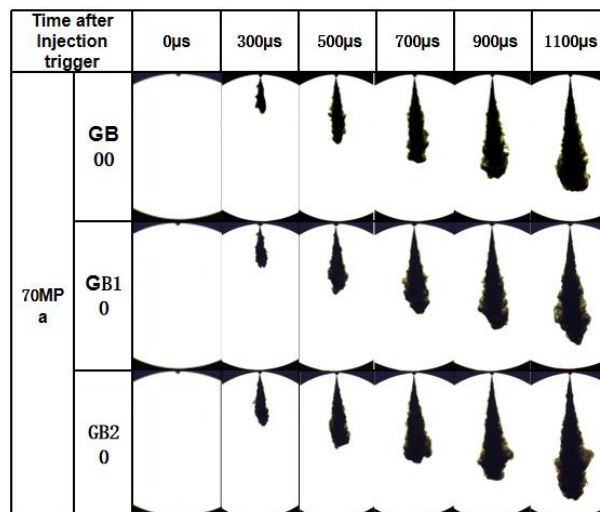 Time after
Injection
trigger
0μs
300μs
500μs
700μs
900μs
1100μs
GB
00
GB1
0
70MP
a
GB2
0